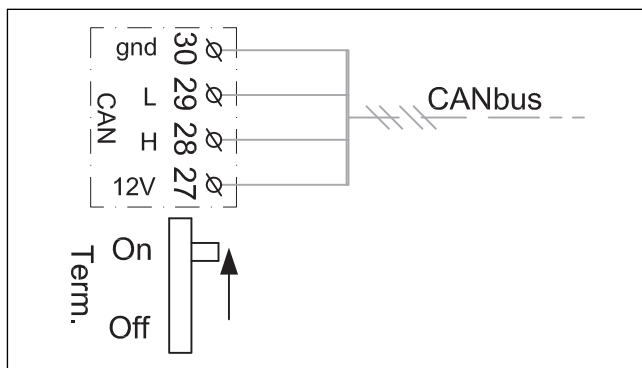 gnd 30
L 29
CAN
H 28
12V 27
CANbus
Term.
On
Off